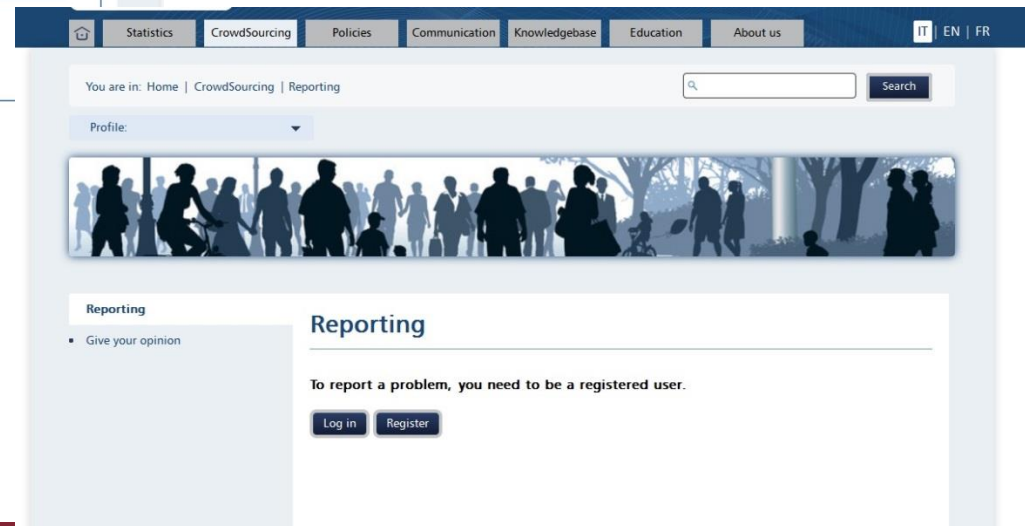 Statistics CrowdSourcing Policies Communication Knowledgebase Education About us IT | EN | FR
You are in: Home | CrowdSourcing | Reporting Search
Profile:
Reporting
Give your opinion
Reporting
To report a problem, you need to be a registered user.
Log in Register